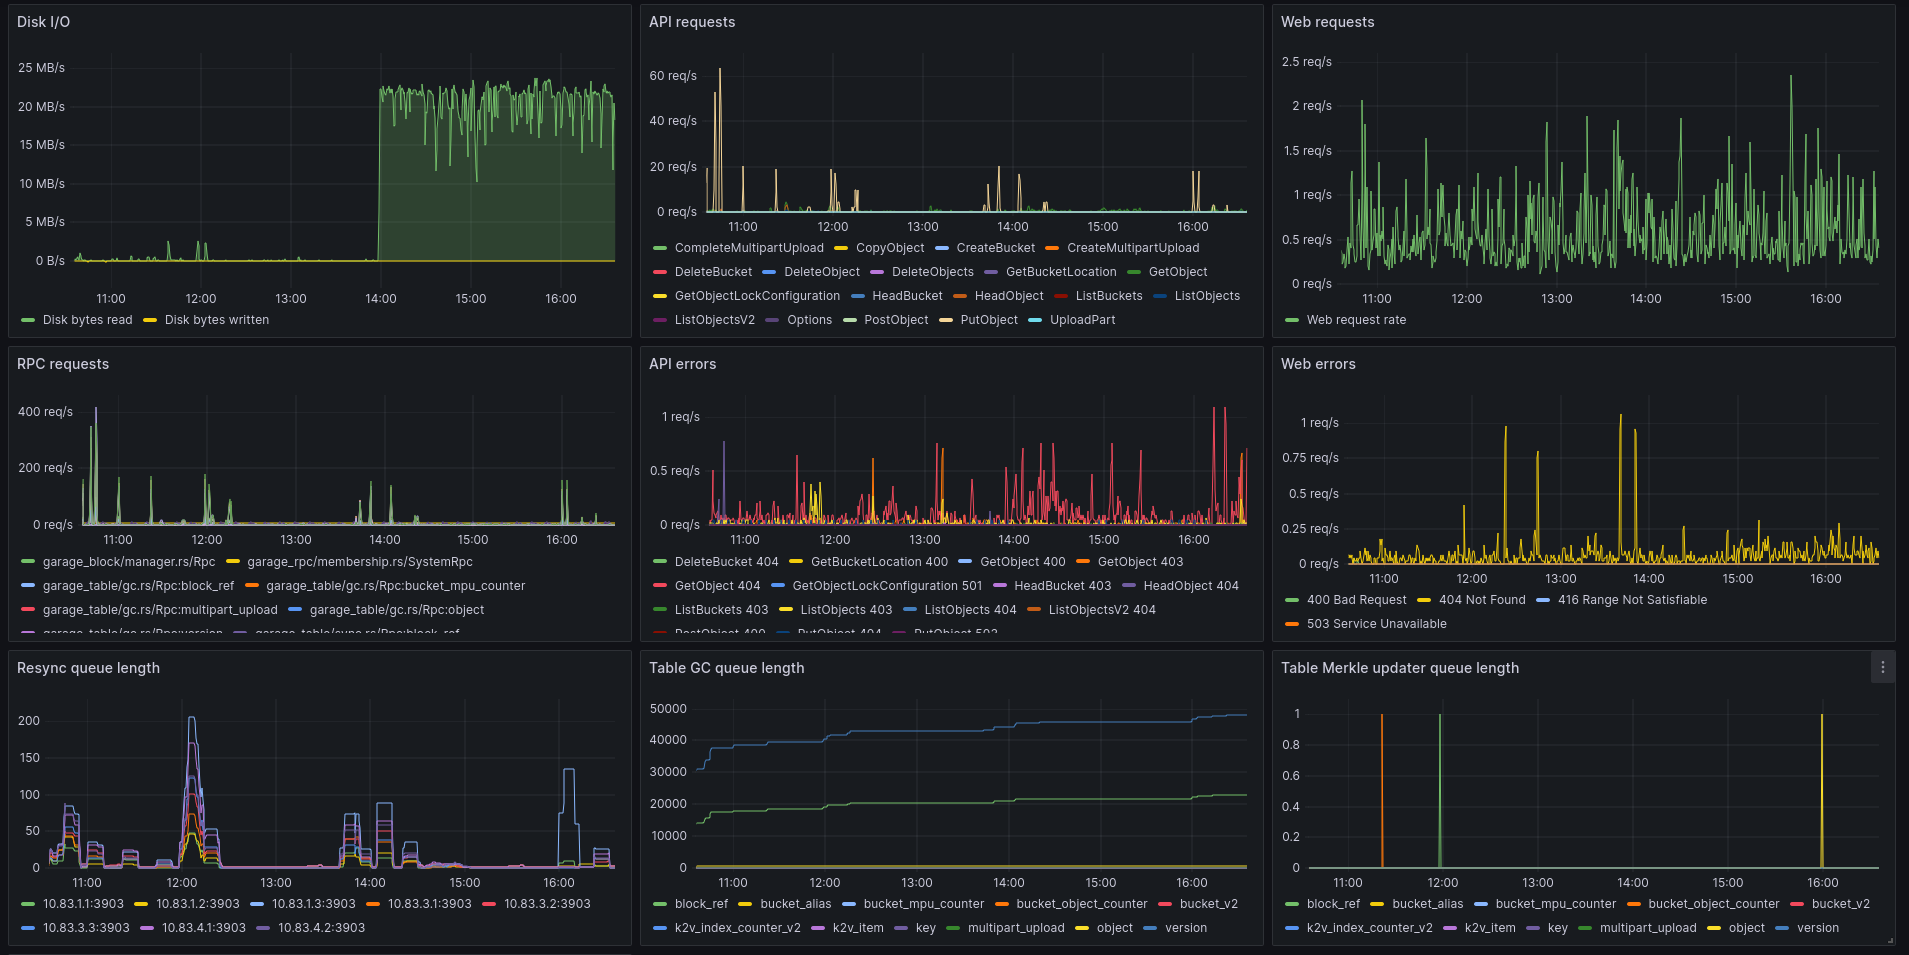 Disk I/O
25 MB/s
20 MB/s
15 MB/s
10 MB/s
5 MB/s
0 B/s
11:00 12:00 13:00 14:00 15:00 16:00
Disk bytes read Disk bytes written
API requests
60 req/s
40 req/s
20 req/s
0 req/s
11:00 12:00 13:00 14:00 15:00 16:00
CompleteMultipartUpload CopyObject CreateBucket CreateMultipartUpload
DeleteBucket DeleteObject DeleteObjects GetBucketLocation GetObject
GetObjectLockConfiguration HeadBucket HeadObject ListBuckets ListObjects
ListObjectsV2 Options PostObject PutObject UploadPart
Web requests
2.5 req/s
2 req/s
1.5 req/s
1 req/s
0.5 req/s
0 req/s
11:00 12:00 13:00 14:00 15:00 16:00
Web request rate
RPC requests
400 req/s
200 req/s
0 req/s
11:00 12:00 13:00 14:00 15:00 16:00
garage_block/manager.rs/Rpc garage_rpc/membership.rs/SystemRpc
garage_table/gc.rs/Rpc:block_ref garage_table/gc.rs/Rpc:bucket_mpu_counter
garage_table/gc.rs/Rpc:multipart_upload garage_table/gc.rs/Rpc:object
garage_table/gc.rs/Rpc:version garage_table/sync.rs/Rpc:block_ref
API errors
1 req/s
0.5 req/s
0 req/s
11:00 12:00 13:00 14:00 15:00 16:00
DeleteBucket 404 GetBucketLocation 400 GetObject 400 GetObject 403
GetObject 404 GetObjectLockConfiguration 501 HeadBucket 403 HeadObject 404
ListBuckets 403 ListObjects 403 ListObjects 404 ListObjectsV2 404
PostObject 400 PutObject 404 PutObject 503
Web errors
1 req/s
0.75 req/s
0.5 req/s
0.25 req/s
0 req/s
11:00 12:00 13:00 14:00 15:00 16:00
400 Bad Request 404 Not Found 416 Range Not Satisfiable
503 Service Unavailable
Resync queue length
200
150
100
50
0
11:00 12:00 13:00 14:00 15:00 16:00
10.83.1.1:3903 10.83.1.2:3903 10.83.1.3:3903 10.83.3.1:3903 10.83.3.2:3903
10.83.3.3:3903 10.83.4.1:3903 10.83.4.2:3903
Table GC queue length
50000
40000
30000
20000
10000
0
11:00 12:00 13:00 14:00 15:00 16:00
block_ref bucket_alias bucket_mpu_counter bucket_object_counter bucket_v2
k2v_index_counter_v2 k2v_item key multipart_upload object version
Table Merkle updater queue length
1
0.8
0.6
0.4
0.2
0
11:00 12:00 13:00 14:00 15:00 16:00
block_ref bucket_alias bucket_mpu_counter bucket_object_counter bucket_v2
k2v_index_counter_v2 k2v_item key multipart_upload object version